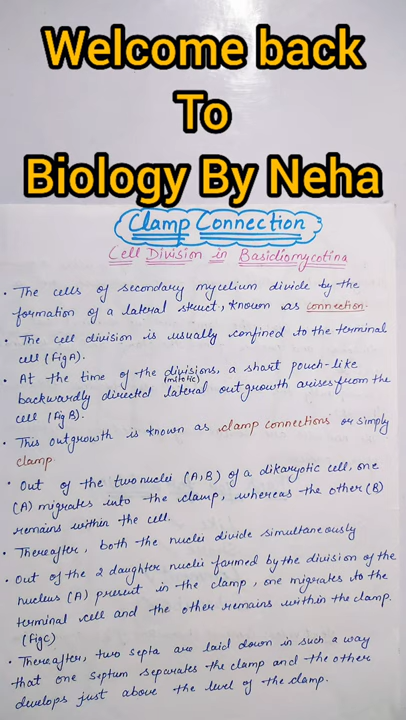 Welcome back
To
Biology By Neha
Clamp Connection
Cell Division in Basidiomycotina
• The cells of secondary mycelium divide by the
formation of a lateral struct, known as connection.
• The cell division is usually confined to the terminal
cell (Fig A).
• At the time of the divisions, a short pouch-like
(mitotic)
backwardly directed lateral outgrowth arises from the
cell (Fig B).
• This outgrowth is known as clamp connections or simply
clamp
• Out of the two nuclei (A,B) of a dikaryotic cell, one
(A) migrates into the clamp, whereas the other (B)
remains within the cell.
• Thereafter, both the nuclei divide simultaneously
• Out of the 2 daughter nuclei formed by the division of the
nucleus (A) present in the clamp, one migrates to the
terminal cell and the other remains within the clamp.
(Fig C)
• Thereafter, two septa are laid down in such a way
that one septum separates the clamp and the other
develops just above the level of the clamp.